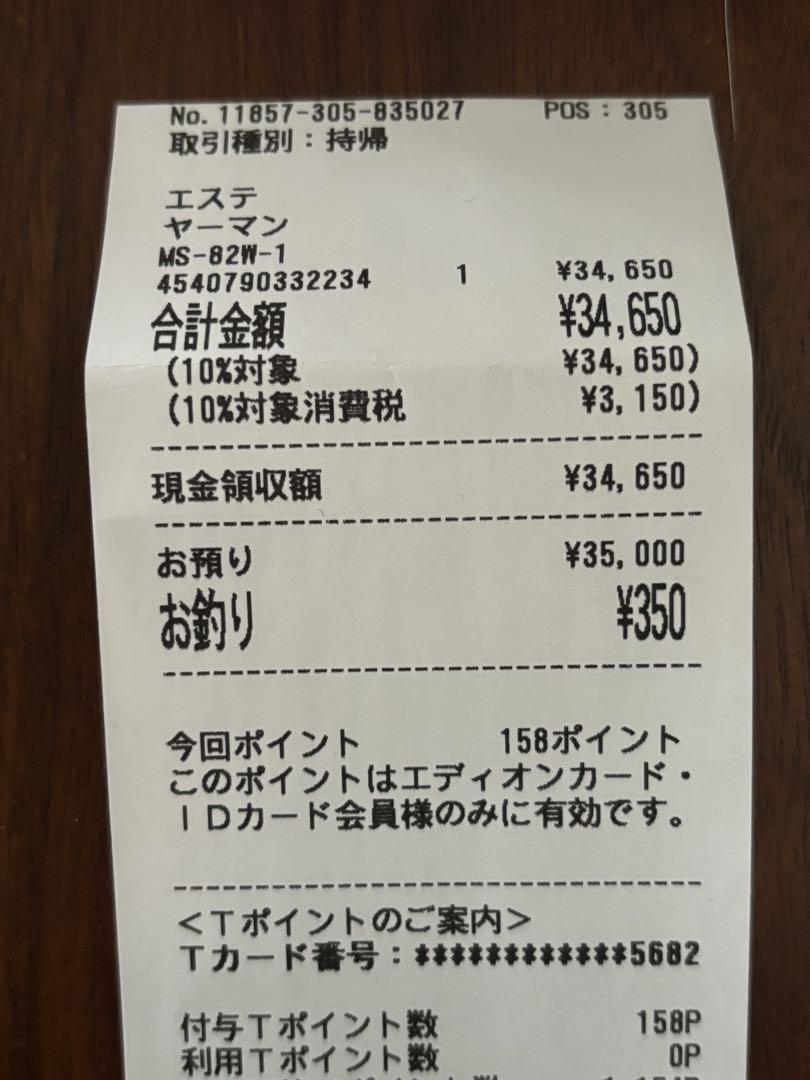 No. 11857-305-835027 POS : 305
取引種別：持帰
エステ
ヤーマン
MS-82W-1
4540790332234 1 ¥34,650
合計金額 ¥34,650
(10%対象 ¥34,650)
(10%対象消費税 ¥3,150)
現金領収額 ¥34,650
お預り ¥35,000
お釣り ¥350
今回ポイント 158ポイント
このポイントはエディオンカード・
IDカード会員様のみに有効です。
<Tポイントのご案内>
Tカード番号：************5682
付与Tポイント数 158P
利用Tポイント数 0P